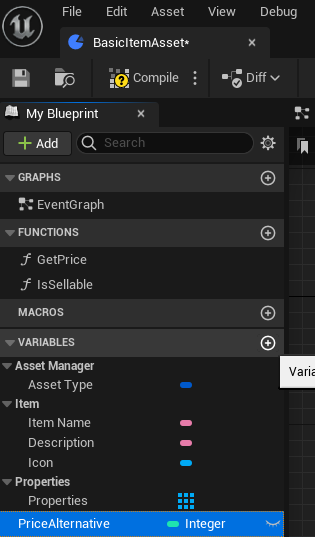 File Edit Asset View Debug
BasicItemAsset*
Compile Diff
My Blueprint
Add Search
GRAPHS
EventGraph
FUNCTIONS
GetPrice
IsSellable
MACROS
VARIABLES
Asset Manager
Asset Type
Item
Item Name
Description
Icon
Properties
Properties
PriceAlternative Integer